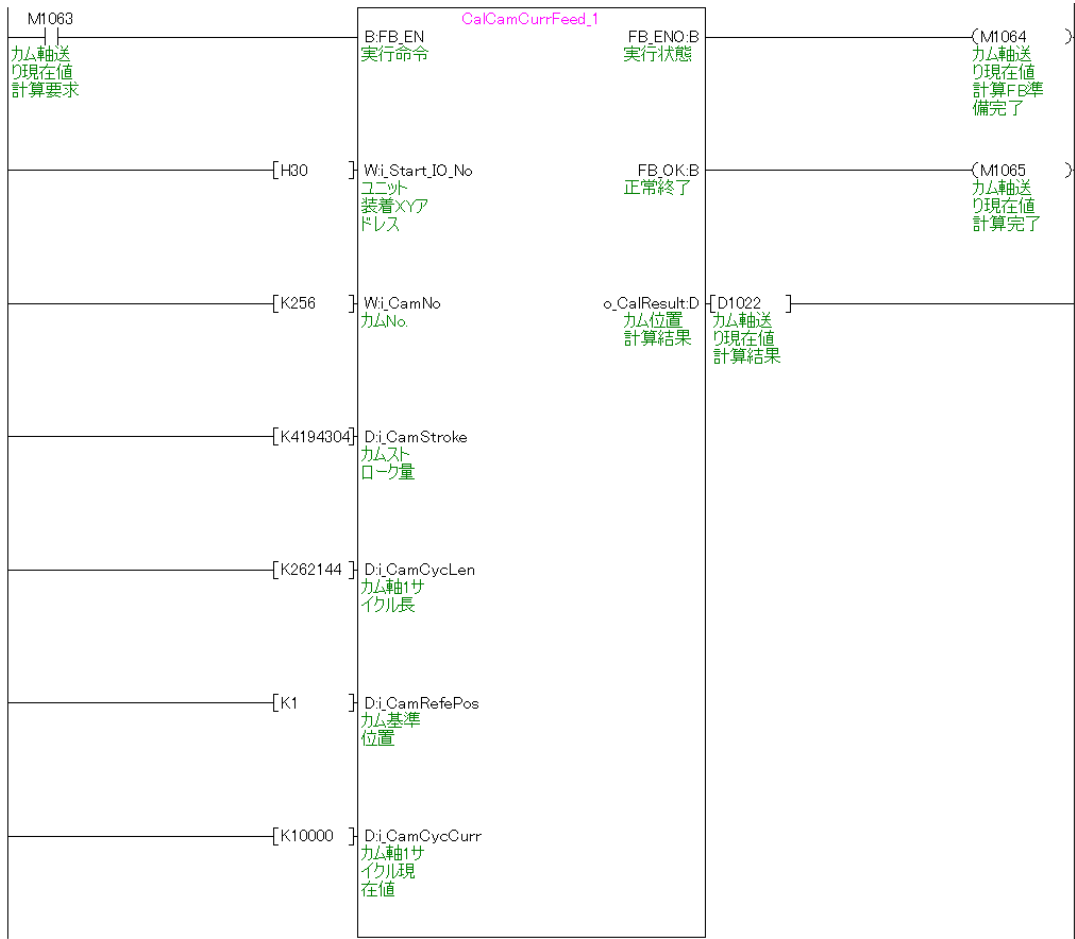 M1063
CalCamCurrFeed_1
B:FB_EN
FB_ENO:B
M1064
カム軸送
り現在値
計算要求
実行命令
実行状態
カム軸送
り現在値
計算FB準
備完了
H30
W:i_Start_IO_No
FB_OK:B
M1065
ユニット
装着XYア
ドレス
正常終了
カム軸送
り現在値
計算完了
K256
W:i_CamNo
o_CalResult:D
D1022
カムNo.
カム位置
計算結果
カム軸送
り現在値
計算結果
K4194304
D:i_CamStroke
カムスト
ローク量
K262144
D:i_CamCycLen
カム軸1サ
イクル長
K1
D:i_CamRefePos
カム基準
位置
K10000
D:i_CamCycCurr
カム軸1サ
イクル現
在値